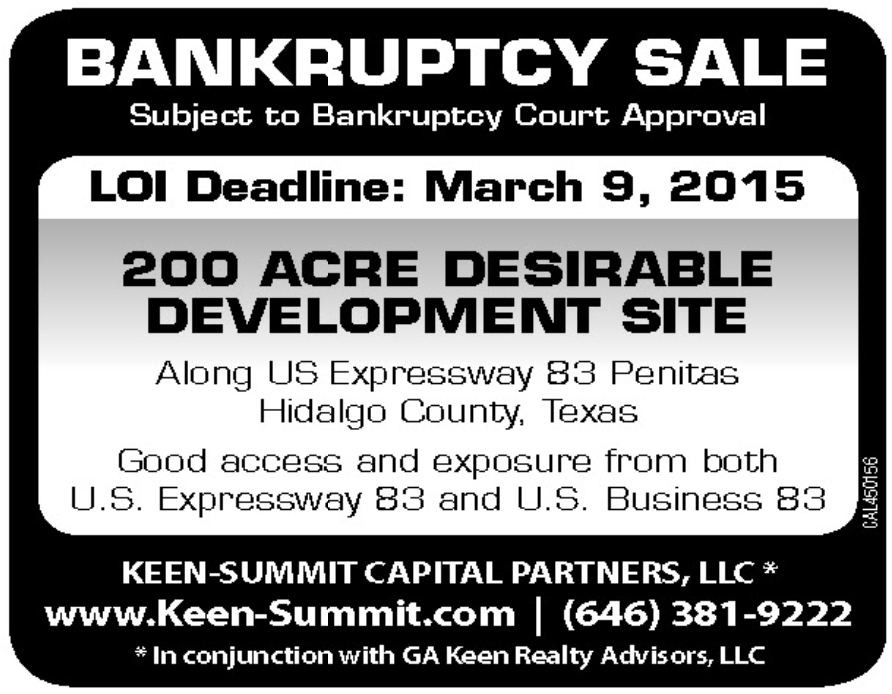 BANKRUPTCY SALE
Subject to Bankruptcy Court Approval
LOI Deadline: March 9, 2015
200 ACRE DESIRABLE
DEVELOPMENT SITE
Along US Expressway 83 Penitas
Hidalgo County, Texas
Good access and exposure from both
U.S. Expressway 83 and U.S. Business 83
CAL450156
KEEN-SUMMIT CAPITAL PARTNERS, LLC *
www.Keen-Summit.com | (646) 381-9222
* In conjunction with GA Keen Realty Advisors, LLC